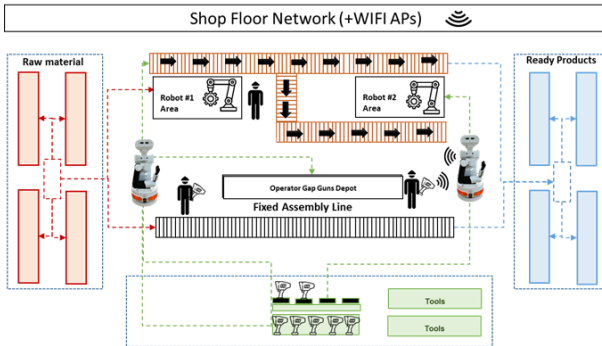 Shop Floor Network (+WIFI APs)
Raw material
Ready Products
Robot #1
Area
Robot #2
Area
Operator Gap Guns Depot
Fixed Assembly Line
Tools
Tools